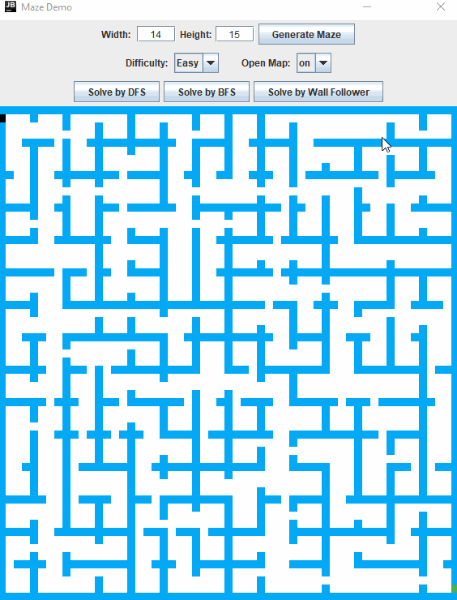 JB Maze Demo
Width: 14 Height: 15 Generate Maze
Difficulty: Easy Open Map: on
Solve by DFS Solve by BFS Solve by Wall Follower